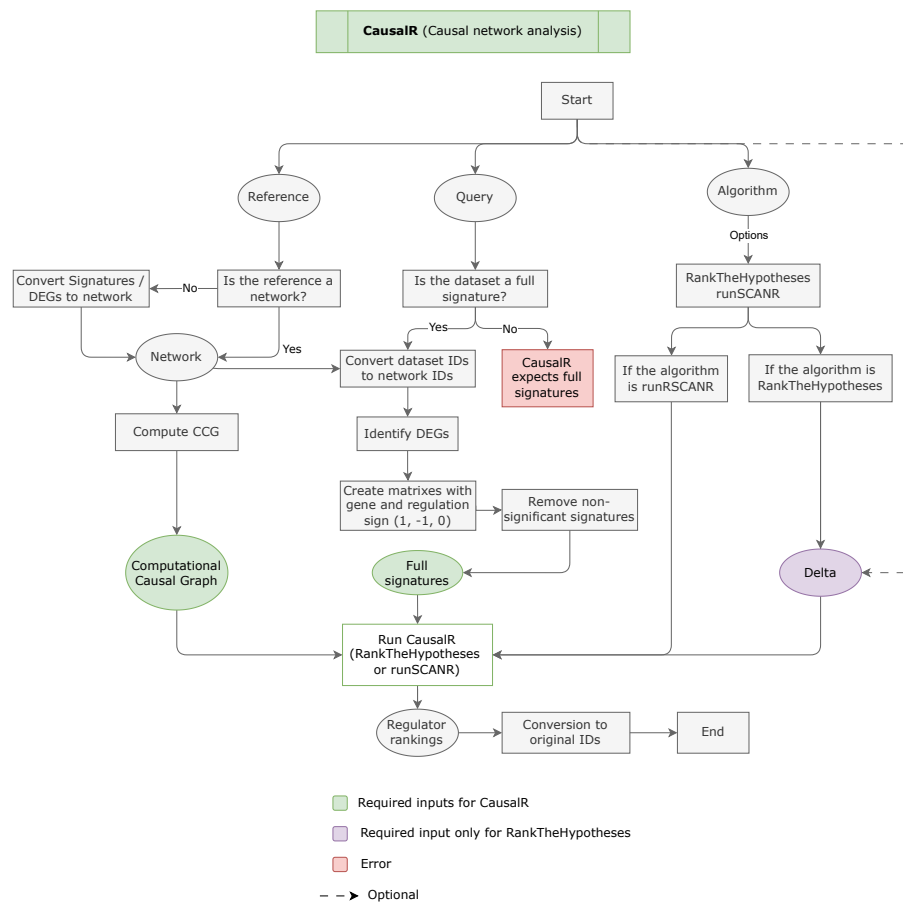 CausalR (Causal network analysis)
Start
Reference
Query
Algorithm
Options
Convert Signatures /
DEGs to network
No
Is the reference a
network?
Is the dataset a full
signature?
RankTheHypotheses
runSCANR
Yes
No
Network
Yes
Convert dataset IDs
to network IDs
CausalR
expects full
signatures
If the algorithm
is runRSCANR
If the algorithm is
RankTheHypotheses
Compute CCG
Identify DEGs
Create matrixes with
gene and regulation
sign (1, -1, 0)
Remove non-
significant signatures
Computational
Causal Graph
Full
signatures
Delta
Run CausalR
(RankTheHypotheses
or runSCANR)
Regulator
rankings
Conversion to
original IDs
End
Required inputs for CausalR
Required input only for RankTheHypotheses
Error
Optional